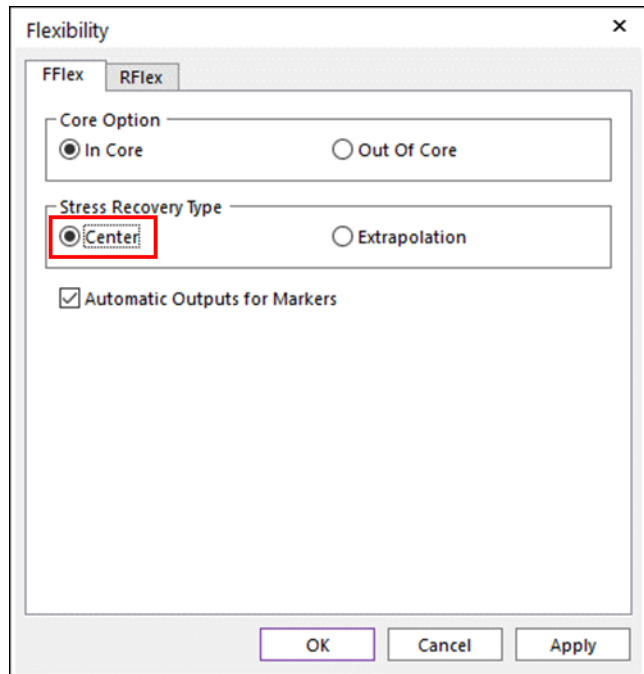 Flexibility
FFlex RFlex
Core Option
In Core Out Of Core
Stress Recovery Type
Center Extrapolation
Automatic Outputs for Markers
OK Cancel Apply